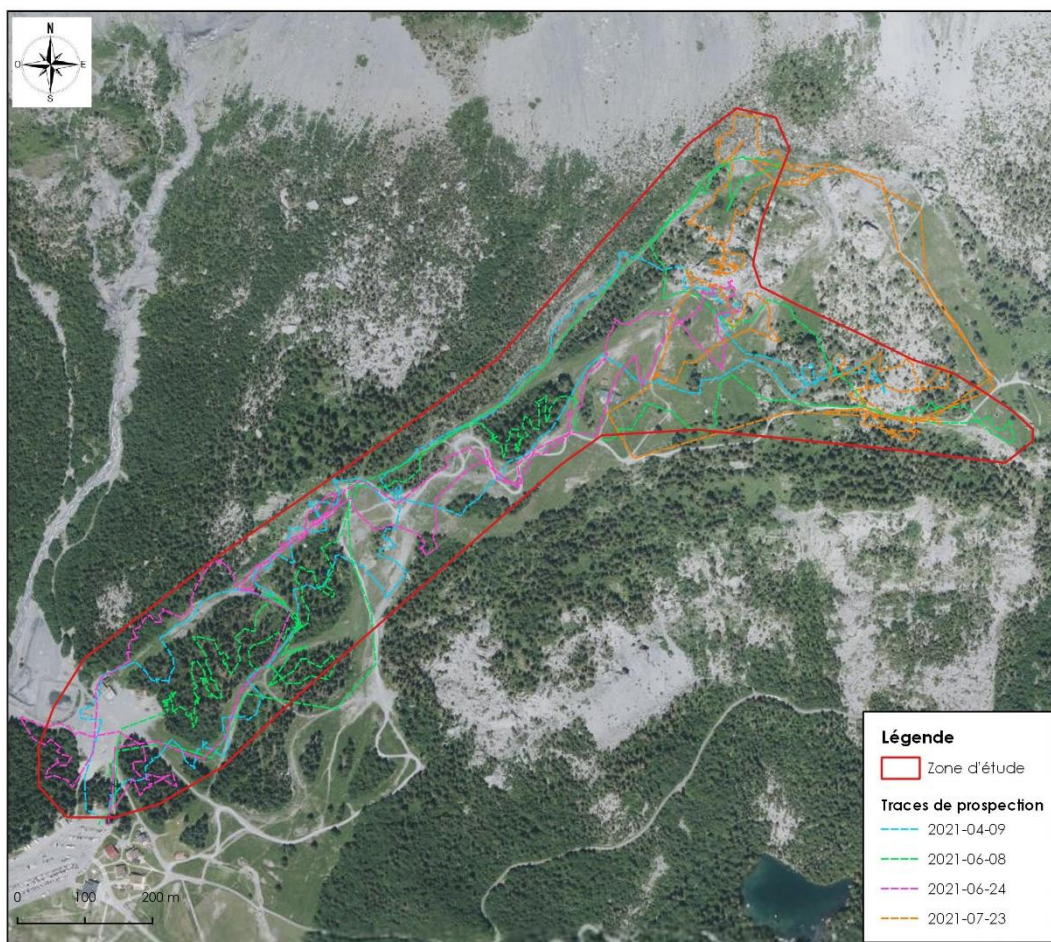 N
O
E
S
Légende
Zone d'étude
Traces de prospection
2021-04-09
2021-06-08
2021-06-24
2021-07-23
0 100 200 m